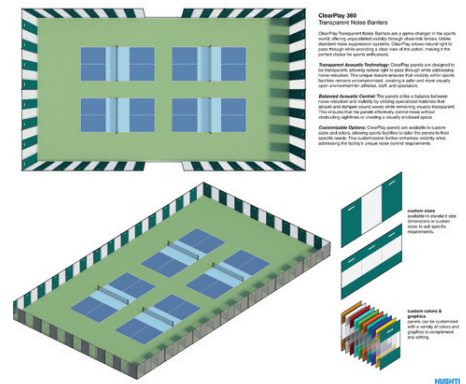 ClearPlay 360
Transparent Noise Barriers
ClearPlay Transparent Noise Barriers are a game-changer in the sports
world, offering unparalleled visibility through chain-link fences. Unlike
standard noise suppression systems, ClearPlay allows natural light to
pass through while providing a clear view of the action, making it the
perfect choice for sports enthusiasts.
Transparent Acoustic Technology: ClearPlay panels are designed to
be transparent, allowing natural light to pass through while addressing
noise reduction. This unique feature ensures that visibility within sports
facilities remains uncompromised, creating a safer and more visually
open environment for athletes, staff, and spectators.
Balanced Acoustic Control: The panels strike a balance between
noise reduction and visibility by utilizing specialized materials that
absorb and dampen sound waves while remaining visually transparent.
This ensures that the panels effectively control noise without
obstructing sightlines or creating a visually enclosed space.
Customizable Options: ClearPlay panels are available in custom
sizes and colors, allowing sports facilities to tailor the panels to their
specific needs. This customization further enhances visibility while
addressing the facility's unique noise control requirements.
custom sizes
available in standard size
dimensions or custom
sizes to suit specific
requirements.
custom colors &
graphics
panels can be customized
with a variety of colors and
graphics to complement
any setting.